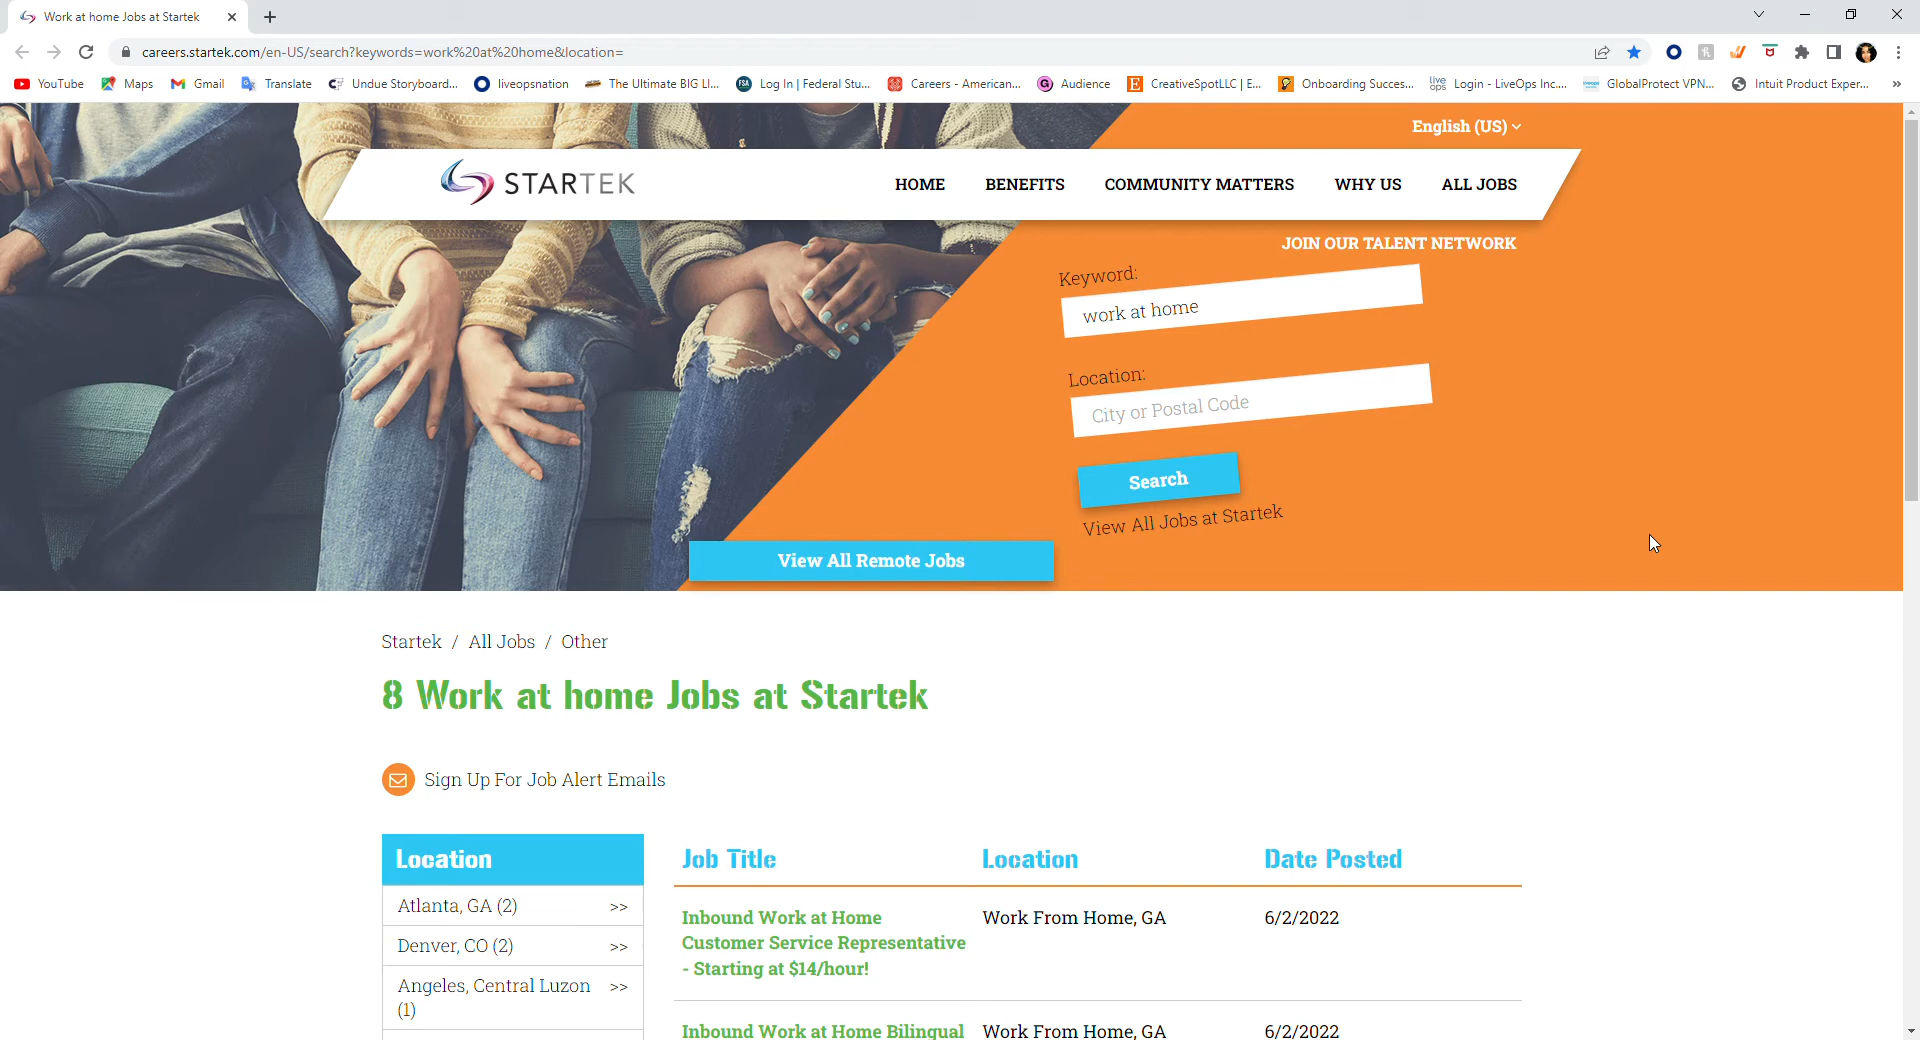 Work at home Jobs at Startek
careers.startek.com/en-US/search?keywords=work%20at%20home&location=
YouTube Maps Gmail Translate Undue Storyboard... liveopsnation The Ultimate BIG LI... FSA Log In | Federal Stu... Careers - American... Audience CreativeSpotLLC | E... Onboarding Succes... live ops Login - LiveOps Inc.... GlobalProtect VPN... Intuit Product Exper... »
English (US)
STARTEK
HOME BENEFITS COMMUNITY MATTERS WHY US ALL JOBS
JOIN OUR TALENT NETWORK
Keyword:
work at home
Location:
City or Postal Code
Search
View All Jobs at Startek
View All Remote Jobs
Startek / All Jobs / Other
8 Work at home Jobs at Startek
Sign Up For Job Alert Emails
Location
Atlanta, GA (2) >>
Denver, CO (2) >>
Angeles, Central Luzon >>
(1)
Job Title Location Date Posted
Inbound Work at Home Work From Home, GA 6/2/2022
Customer Service Representative
- Starting at $14/hour!
Inbound Work at Home Bilingual Work From Home, GA 6/2/2022